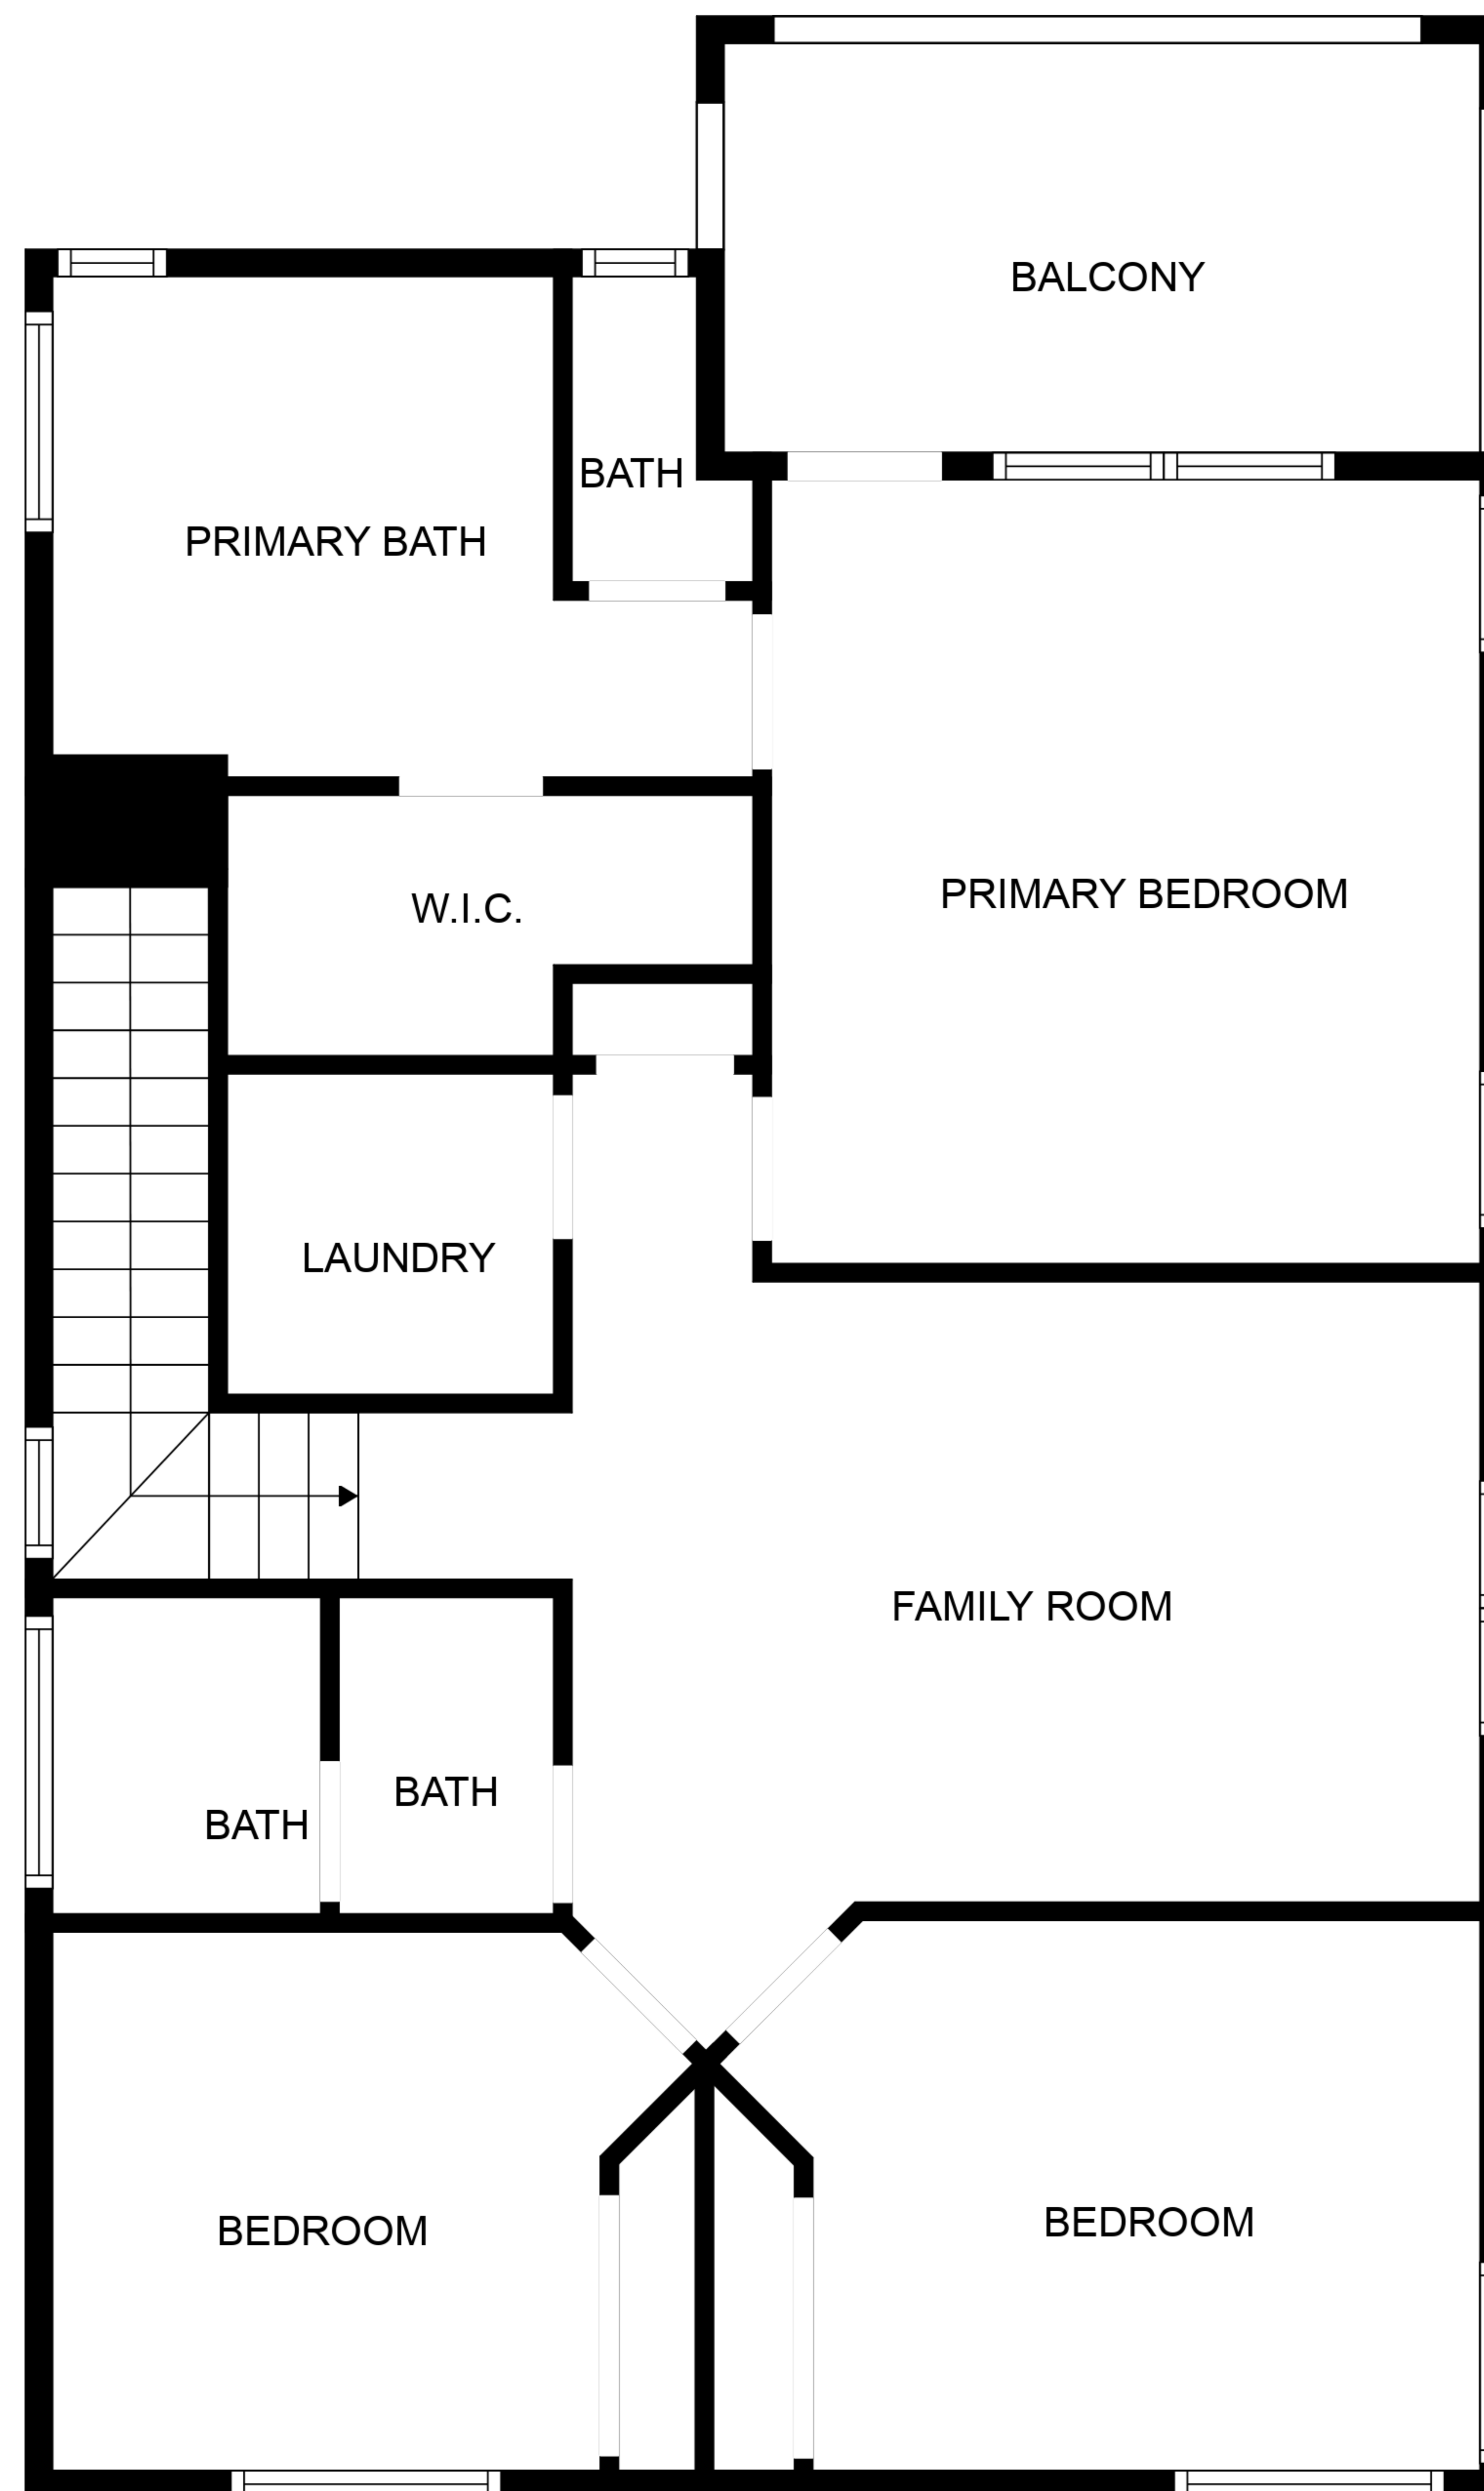 BALCONY
BATH
PRIMARY BATH
PRIMARY BEDROOM
W.I.C.
LAUNDRY
FAMILY ROOM
BATH
BATH
BEDROOM
BEDROOM